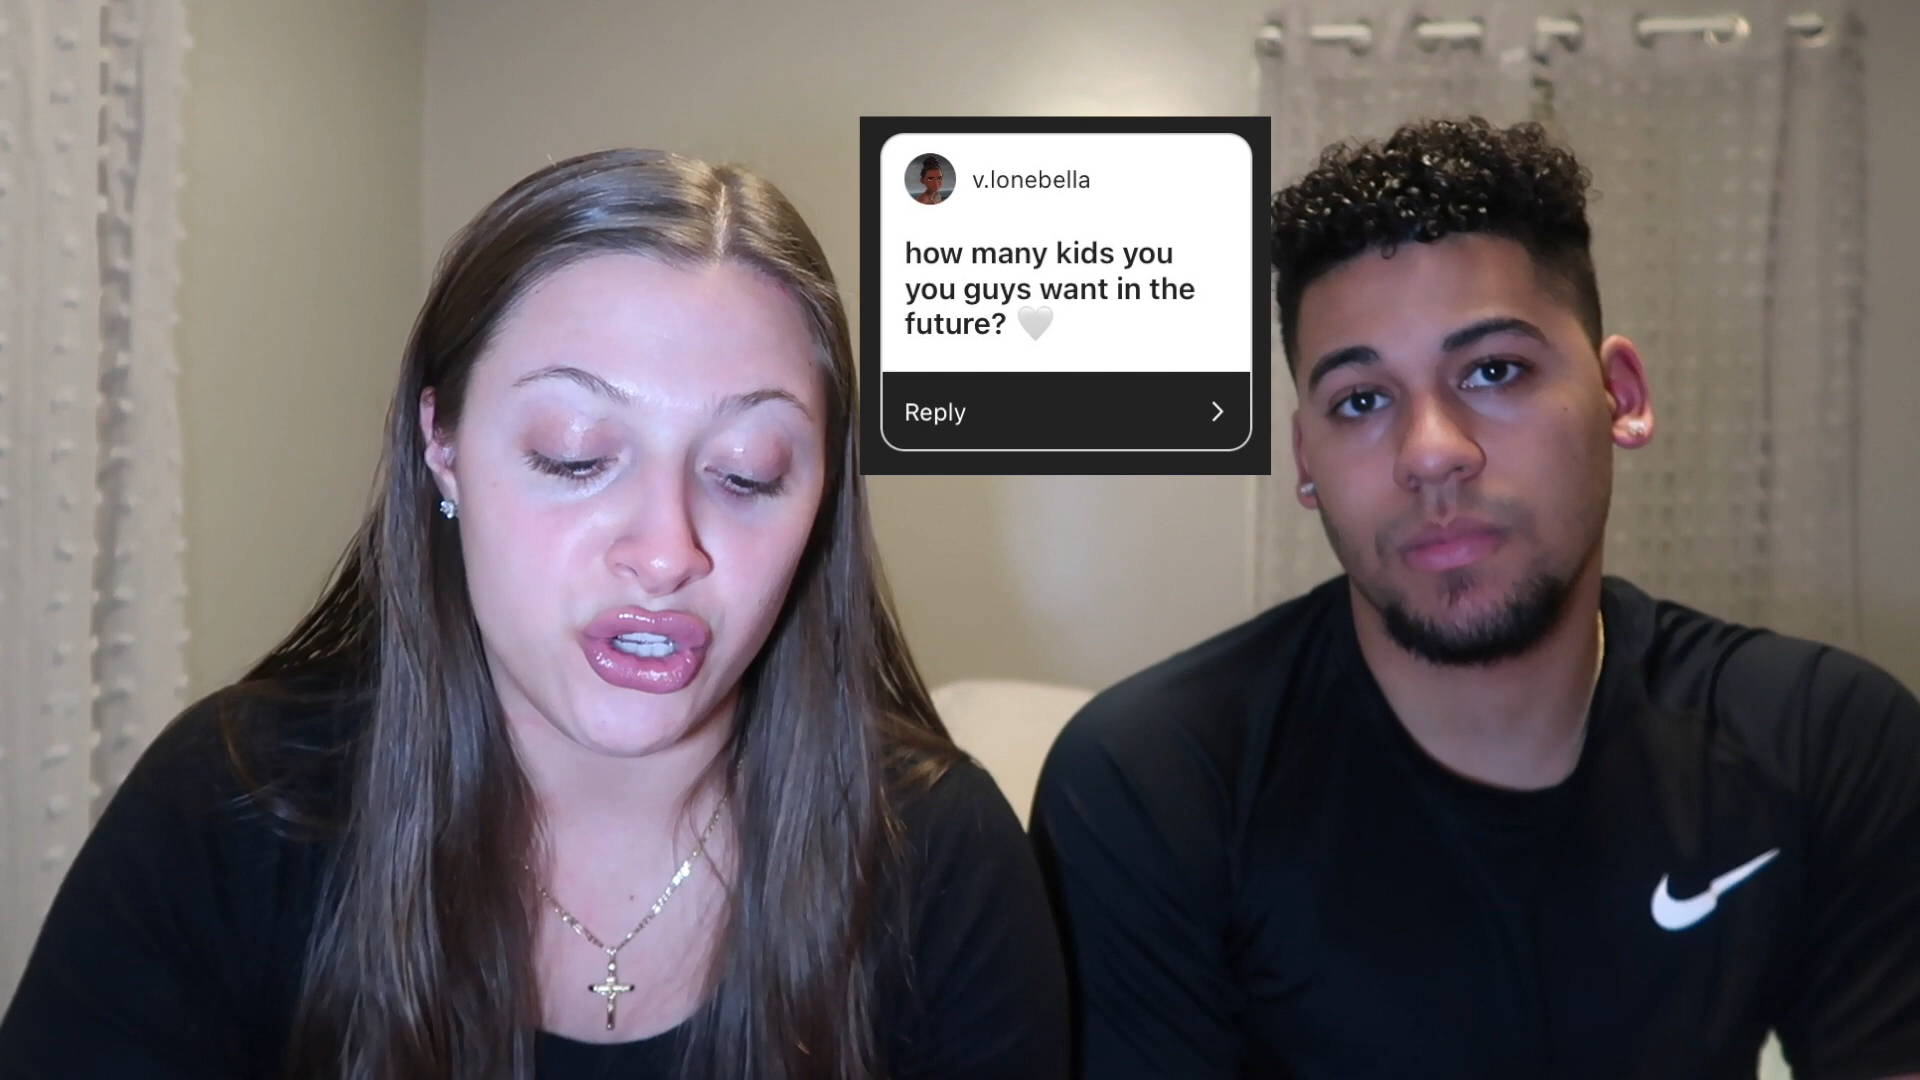 v.lonebella
how many kids you
you guys want in the
future? 🤍
Reply